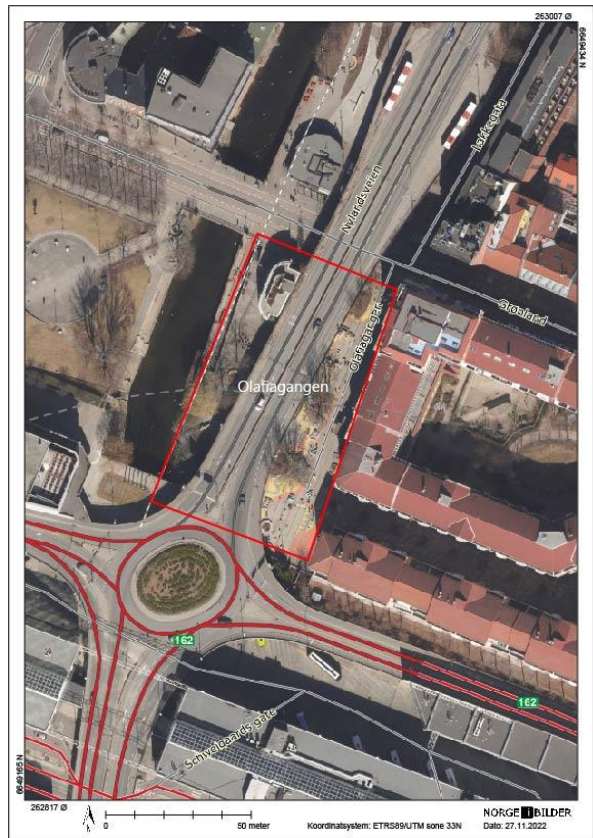 263007 Ø
6649434 N
Lakkegata
Nylandsveien
Grønland
Olafiagangen
Olafiagangen
162
162
Schweigaards gate
6649165 N
262817 Ø
0 50 meter
Koordinatsystem: ETRS89/UTM sone 33N
NORGE I BILDER
Dato: 27.11.2022